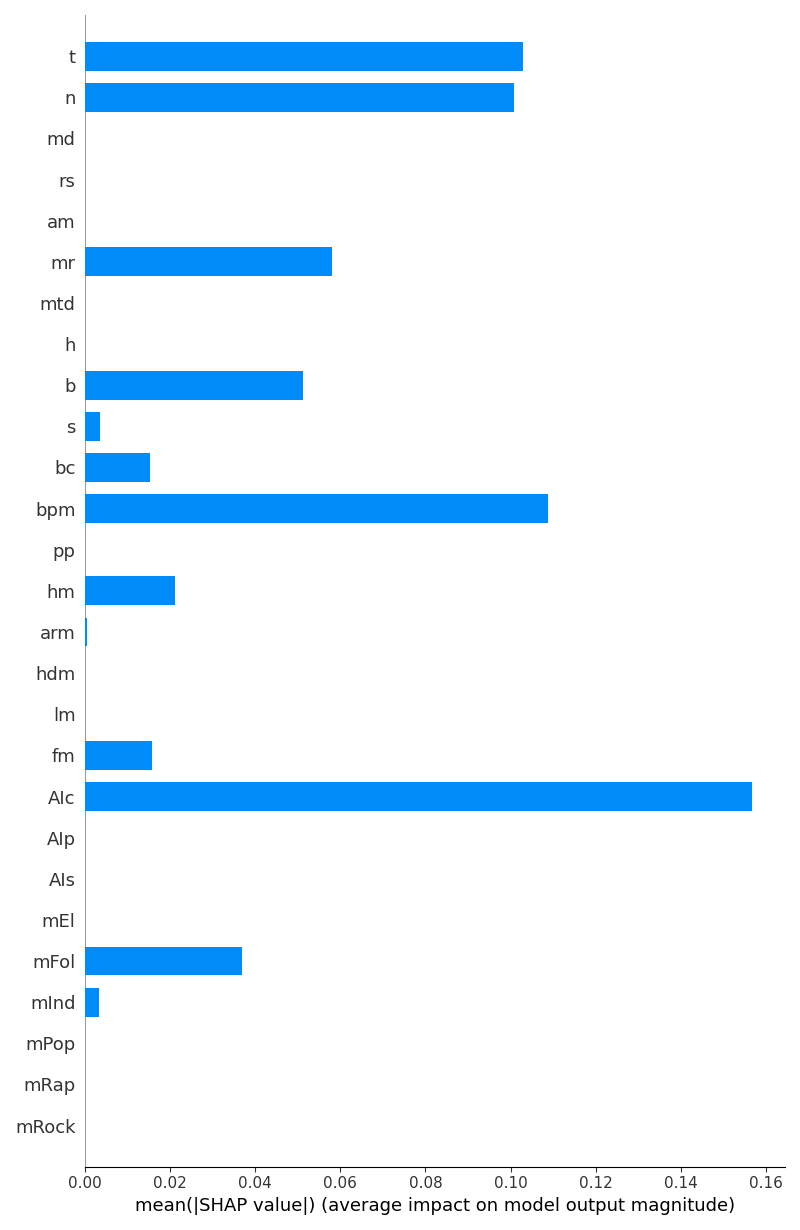 t
n
md
rs
am
mr
mtd
h
b
s
bc
bpm
pp
hm
arm
hdm
lm
fm
AIc
AIp
AIs
mEl
mFol
mInd
mPop
mRap
mRock
0.00 0.02 0.04 0.06 0.08 0.10 0.12 0.14 0.16
mean(|SHAP value|) (average impact on model output magnitude)